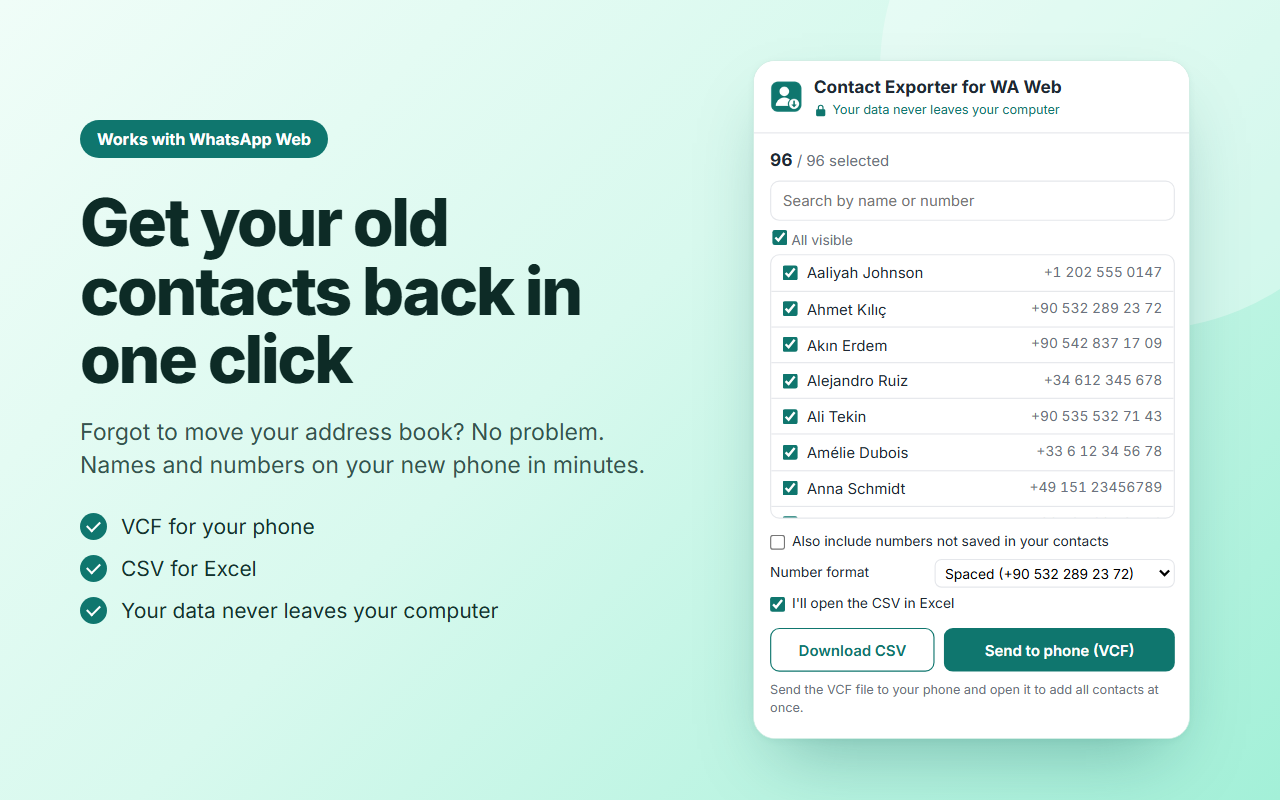 Works with WhatsApp Web
Get your old
contacts back in
one click
Forgot to move your address book? No problem.
Names and numbers on your new phone in minutes.
VCF for your phone
CSV for Excel
Your data never leaves your computer
Contact Exporter for WA Web
Your data never leaves your computer
96 / 96 selected
Search by name or number
All visible
Aaliyah Johnson +1 202 555 0147
Ahmet Kılıç +90 532 289 23 72
Akın Erdem +90 542 837 17 09
Alejandro Ruiz +34 612 345 678
Ali Tekin +90 535 532 71 43
Amélie Dubois +33 6 12 34 56 78
Anna Schmidt +49 151 23456789
Also include numbers not saved in your contacts
Number format Spaced (+90 532 289 23 72)
I'll open the CSV in Excel
Download CSV Send to phone (VCF)
Send the VCF file to your phone and open it to add all contacts at
once.